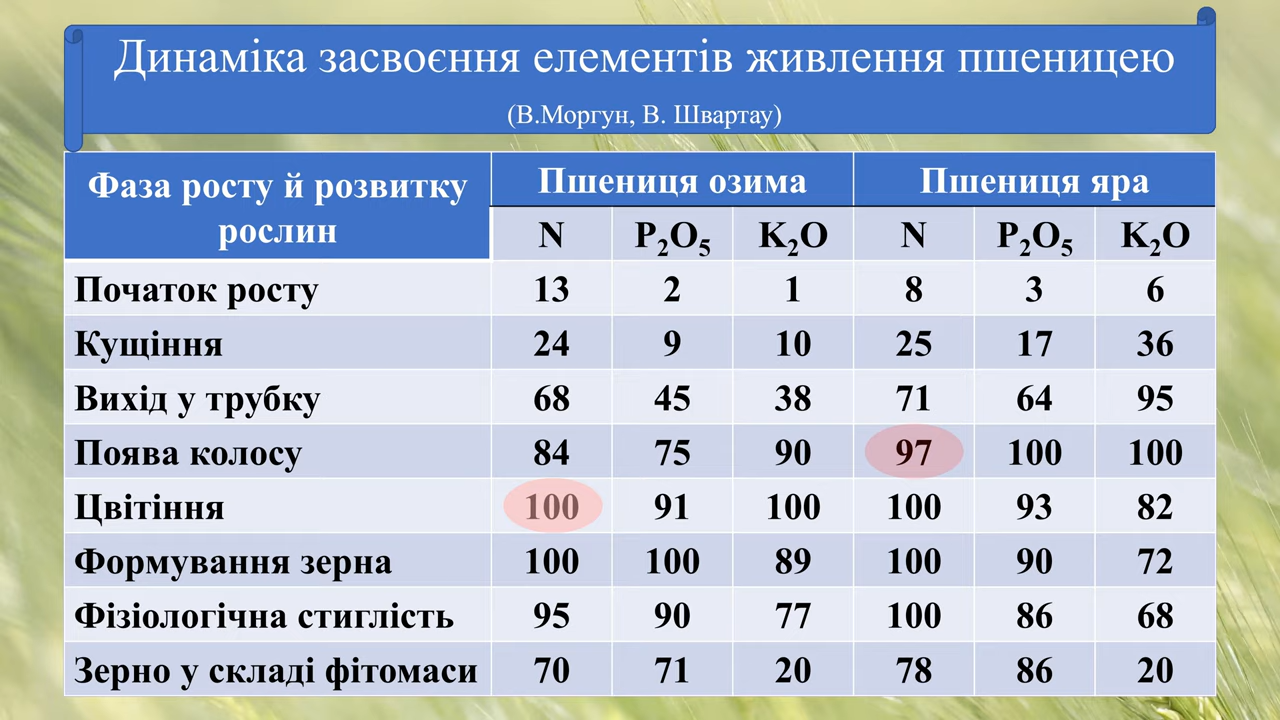 Динаміка засвоєння елементів живлення пшеницею
(В.Моргун, В. Швартау)
Фаза росту й розвитку рослин Пшениця озима Пшениця яра
N P₂O₅ K₂O N P₂O₅ K₂O
Початок росту 13 2 1 8 3 6
Кущіння 24 9 10 25 17 36
Вихід у трубку 68 45 38 71 64 95
Поява колосу 84 75 90 97 100 100
Цвітіння 100 91 100 100 93 82
Формування зерна 100 100 89 100 90 72
Фізіологічна стиглість 95 90 77 100 86 68
Зерно у складі фітомаси 70 71 20 78 86 20